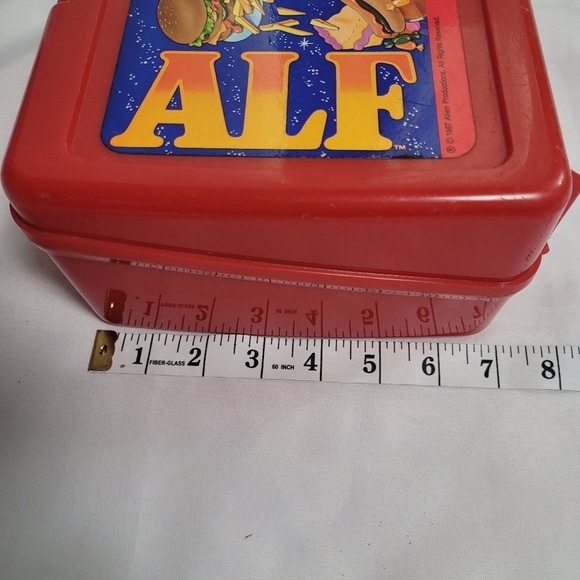 ALF
TM
© 1987 Alien Productions. All Rights Reserved.
1 FIBER-GLASS 2 3 60 INCH 4 5 6 7 8